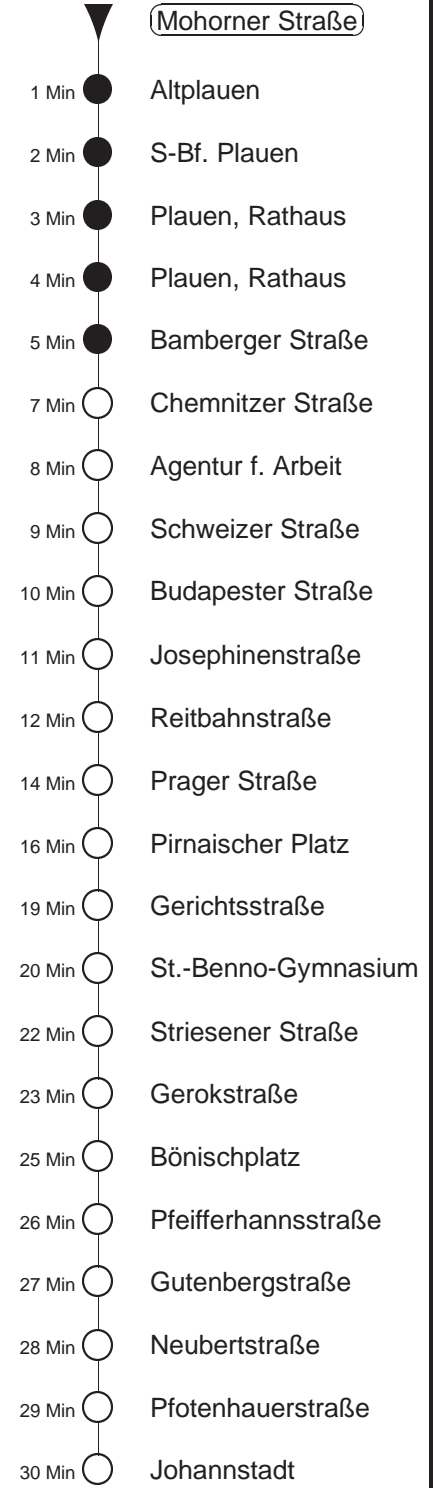 Mohorner Straße
1 Min Altplauen
2 Min S-Bf. Plauen
3 Min Plauen, Rathaus
4 Min Plauen, Rathaus
5 Min Bamberger Straße
7 Min Chemnitzer Straße
8 Min Agentur f. Arbeit
9 Min Schweizer Straße
10 Min Budapester Straße
11 Min Josephinenstraße
12 Min Reitbahnstraße
14 Min Prager Straße
16 Min Pirnaischer Platz
19 Min Gerichtsstraße
20 Min St.-Benno-Gymnasium
22 Min Striesener Straße
23 Min Gerokstraße
25 Min Bönischplatz
26 Min Pfeifferhannsstraße
27 Min Gutenbergstraße
28 Min Neubertstraße
29 Min Pfotenhauerstraße
30 Min Johannstadt